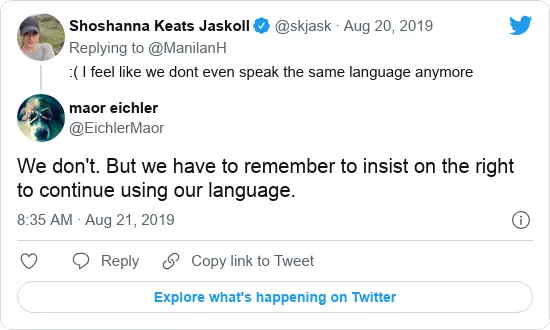 Shoshanna Keats Jaskoll @skjask · Aug 20, 2019
Replying to @ManilanH
:( I feel like we dont even speak the same language anymore
maor eichler
@EichlerMaor
We don't. But we have to remember to insist on the right
to continue using our language.
8:35 AM · Aug 21, 2019
Reply Copy link to Tweet
Explore what's happening on Twitter